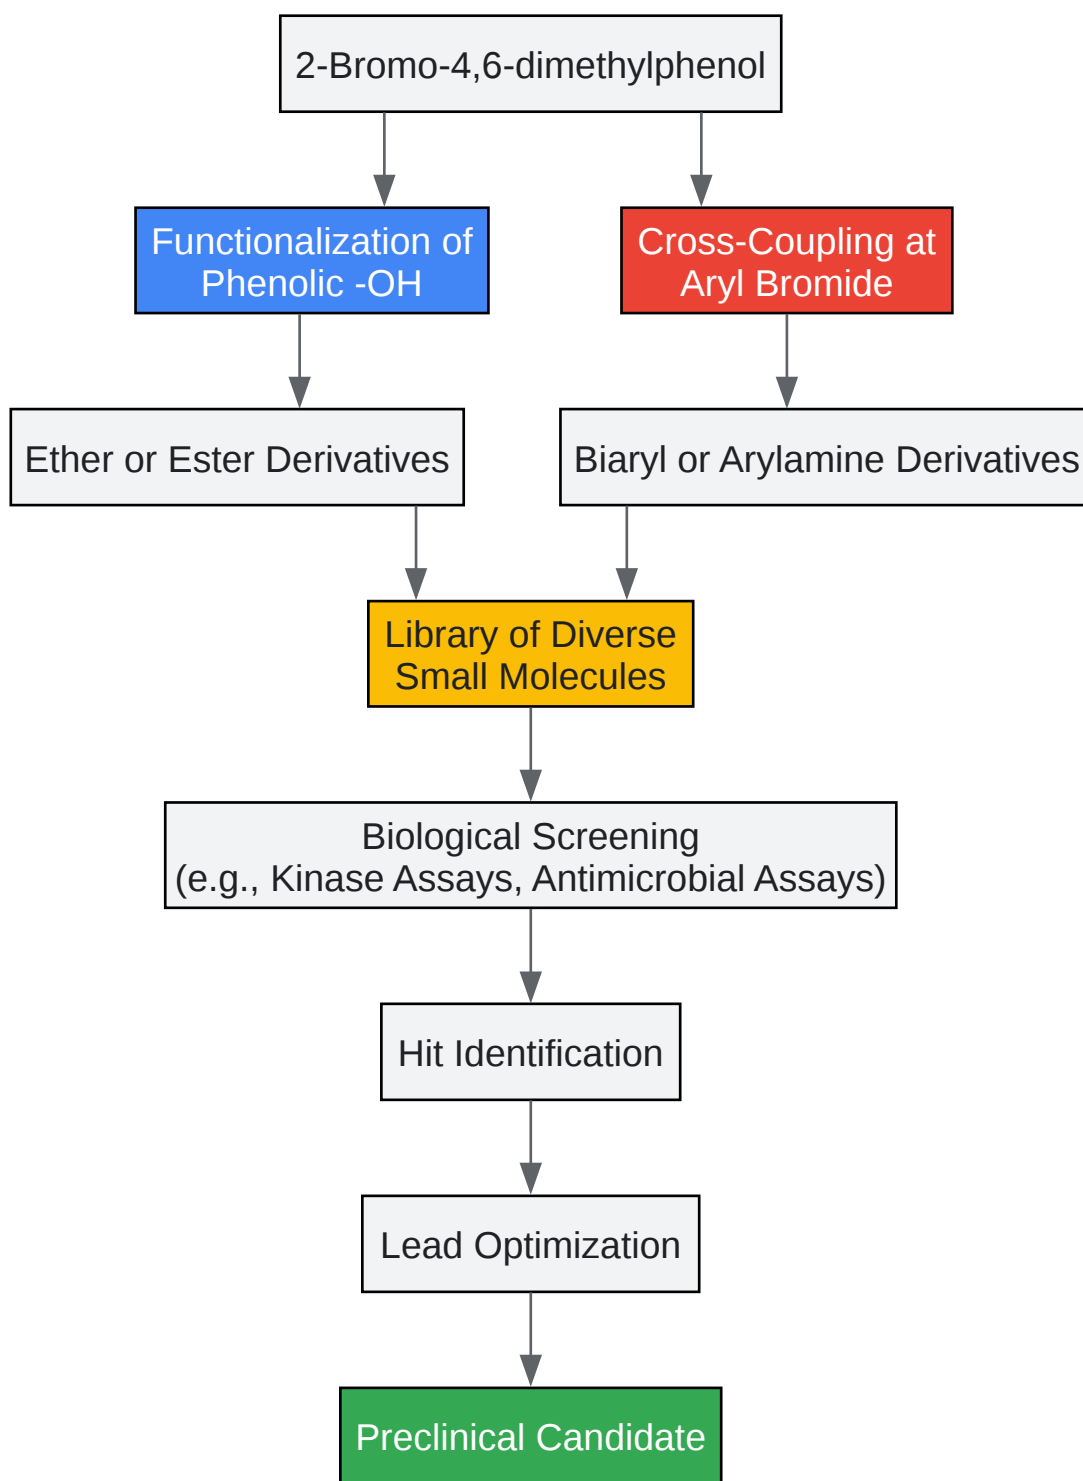 2-Bromo-4,6-dimethylphenol
Functionalization of
Phenolic -OH
Cross-Coupling at
Aryl Bromide
Ether or Ester Derivatives
Biaryl or Arylamine Derivatives
Library of Diverse
Small Molecules
Biological Screening
(e.g., Kinase Assays, Antimicrobial Assays)
Hit Identification
Lead Optimization
Preclinical Candidate